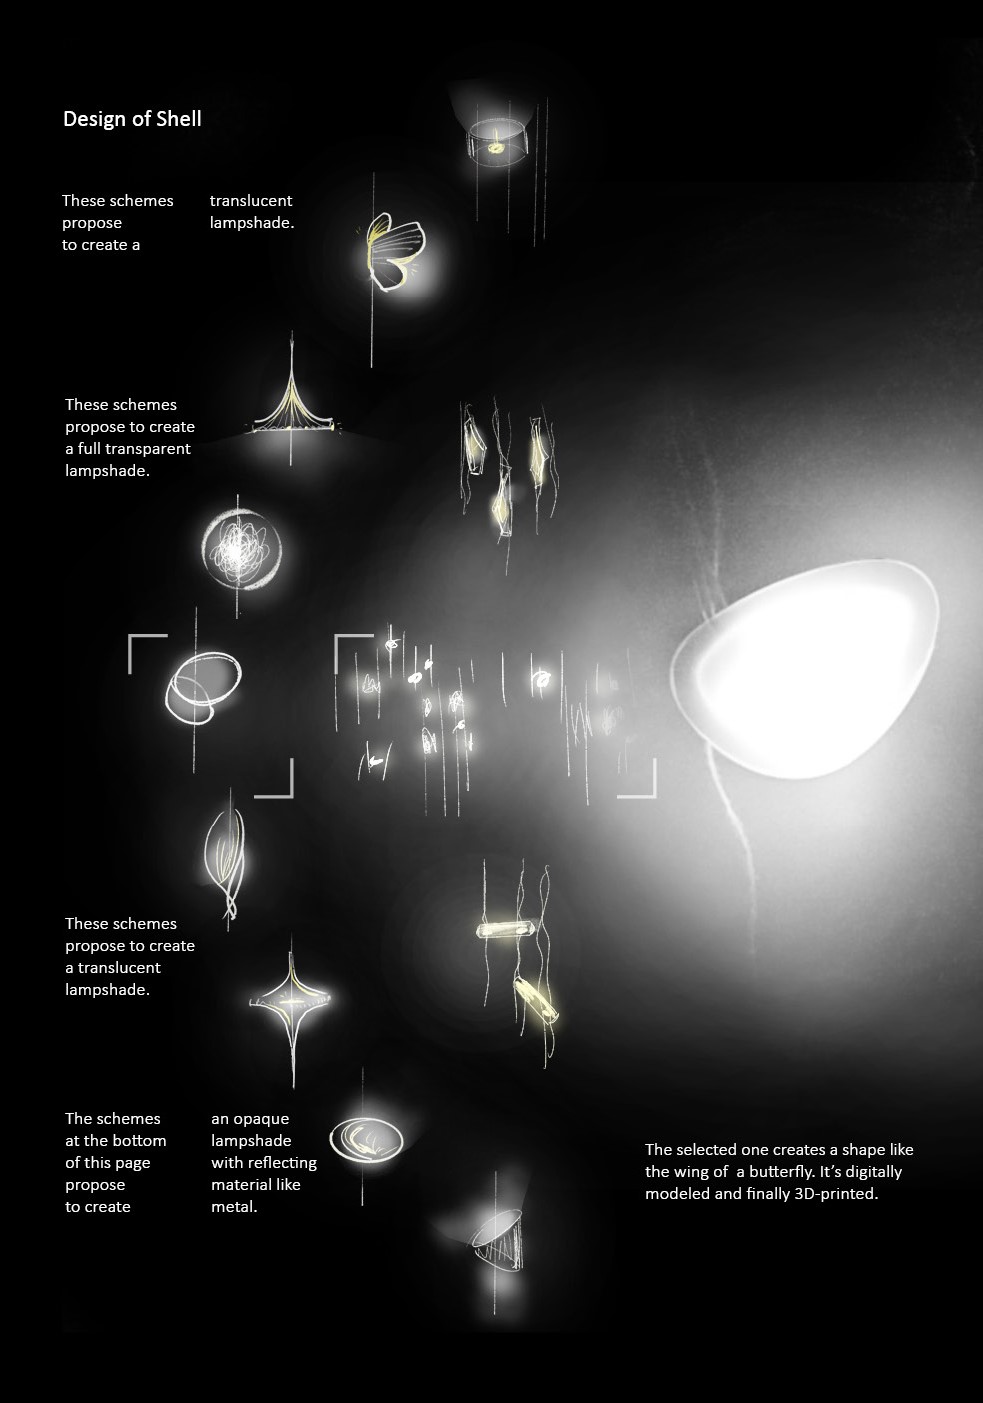 Design of Shell
These schemes
propose
to create a
translucent
lampshade.
These schemes
propose to create
a full transparent
lampshade.
These schemes
propose to create
a translucent
lampshade.
The schemes
at the bottom
of this page
propose
to create
an opaque
lampshade
with reflecting
material like
metal.
The selected one creates a shape like
the wing of  a butterfly. It’s digitally
modeled and finally 3D-printed.